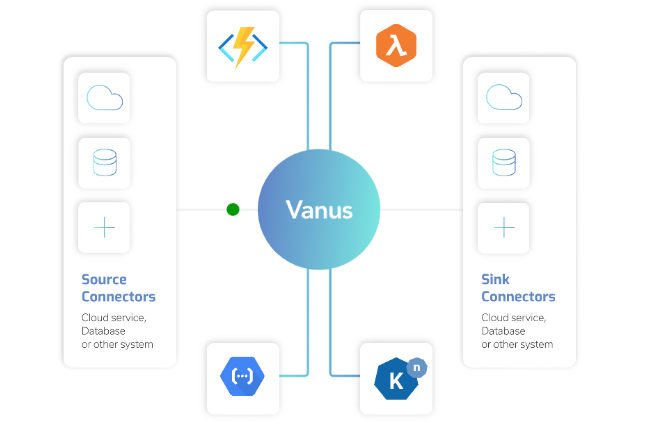 λ
Vanus
Source
Connectors
Cloud service,
Database
or other system
Sink
Connectors
Cloud service,
Database
or other system
(···)
K
n